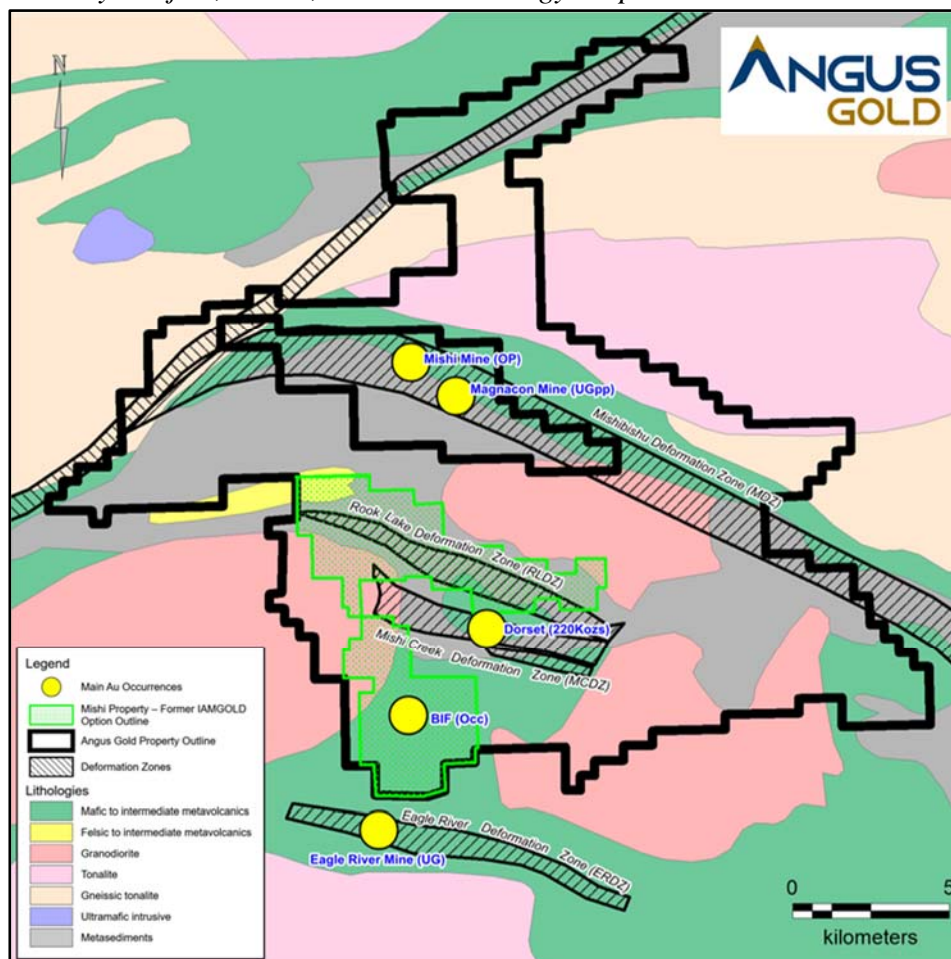 N
ANGUS
GOLD
Mishi Mine (OP)
Magnacon Mine (UGpp)
Mishibishu Deformation Zone (MDZ)
Rook Lake Deformation Zone (RLDZ)
Dorset (220Kozs)
Mishi Creek Deformation Zone (MCDZ)
BIF (Occ)
Eagle River Deformation Zone (ERDZ)
Eagle River Mine (UG)
Legend
Main Au Occurrences
Mishi Property – Former IAMGOLD
Option Outline
Angus Gold Property Outline
Deformation Zones
Lithologies
Mafic to intermediate metavolcanics
Felsic to intermediate metavolcanics
Granodiorite
Tonalite
Gneissic tonalite
Ultramafic intrusive
Metasediments
0 5
kilometers